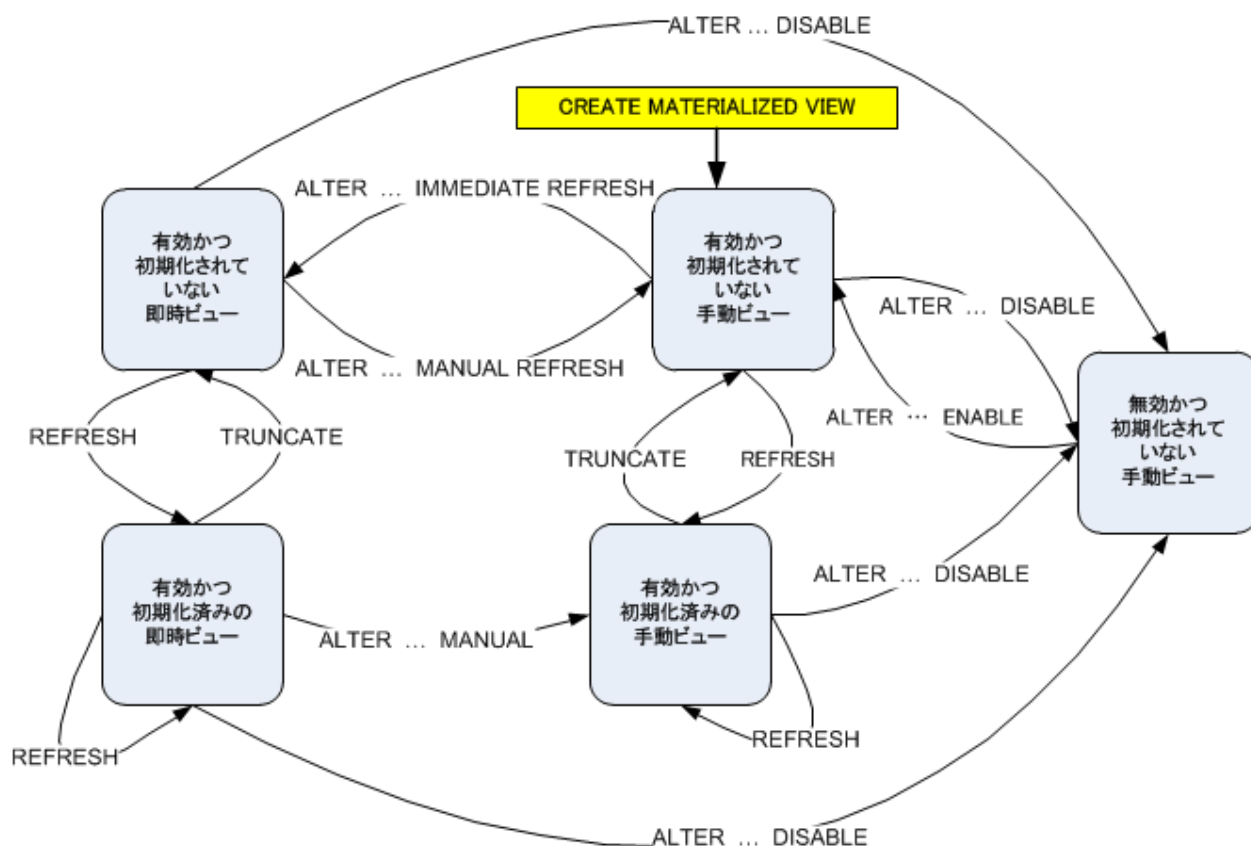 ALTER … DISABLE
CREATE MATERIALIZED VIEW
ALTER … IMMEDIATE REFRESH
有効かつ
初期化されて
いない
即時ビュー
有効かつ
初期化されて
いない
手動ビュー
ALTER … DISABLE
ALTER … MANUAL REFRESH
ALTER … ENABLE
無効かつ
初期化されて
いない
手動ビュー
REFRESH
TRUNCATE
TRUNCATE
REFRESH
有効かつ
初期化済みの
即時ビュー
ALTER … MANUAL
有効かつ
初期化済みの
手動ビュー
ALTER … DISABLE
REFRESH
REFRESH
ALTER … DISABLE